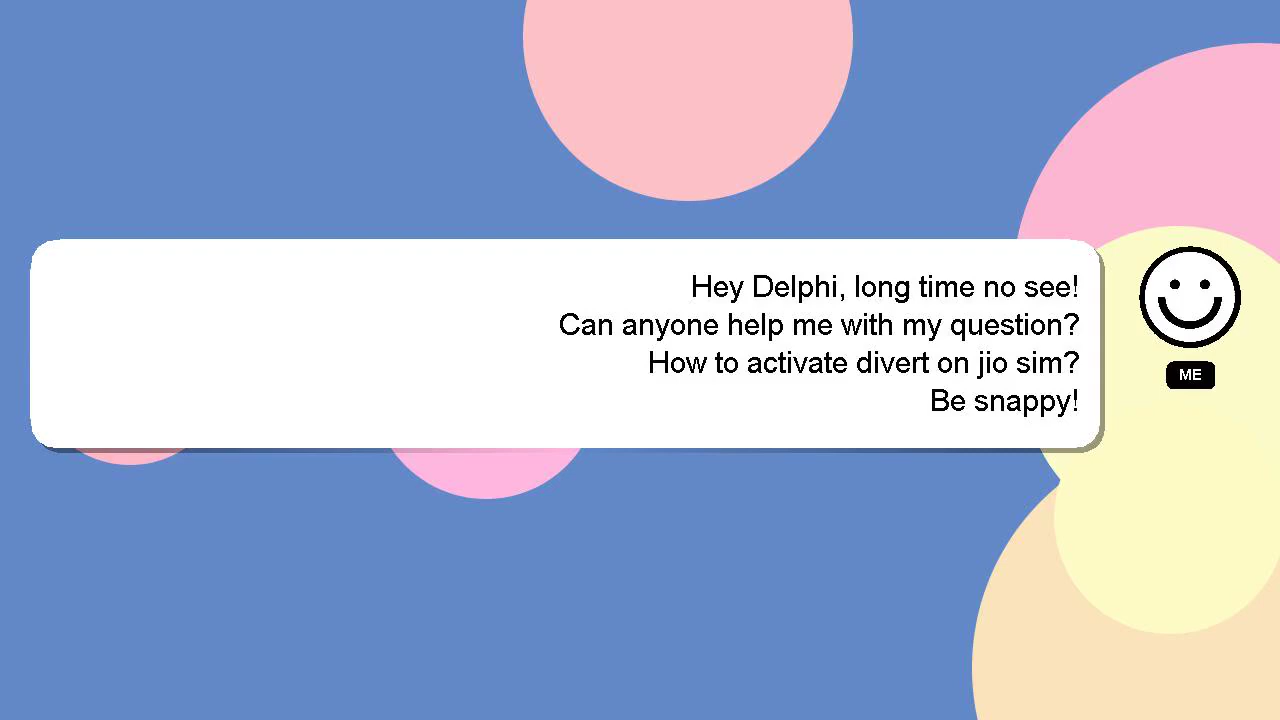 Hey Delphi, long time no see!
Can anyone help me with my question?
How to activate divert on jio sim?
Be snappy!
ME